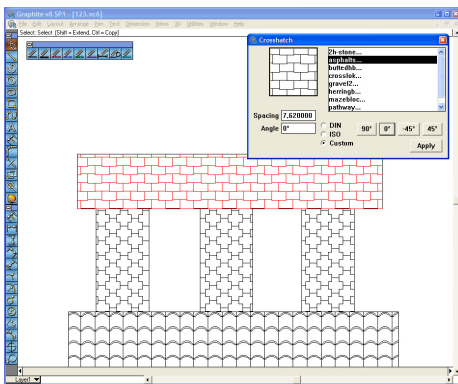 Graphite v8 SP1 - [123.vc6]
File Edit Layout Arrange Pen Text Dimension Views 3D Utilities Window Help
Select: Select [Shift = Extend, Ctrl = Copy]
Crosshatch
2h-stone...
asphalts...
buttedhb...
crosslok...
gravel2...
herringb...
mazebloc...
pathway...
Spacing 7,620000
Angle 0°
DIN
ISO
Custom
90° 0° -45° 45°
Apply
Layer1